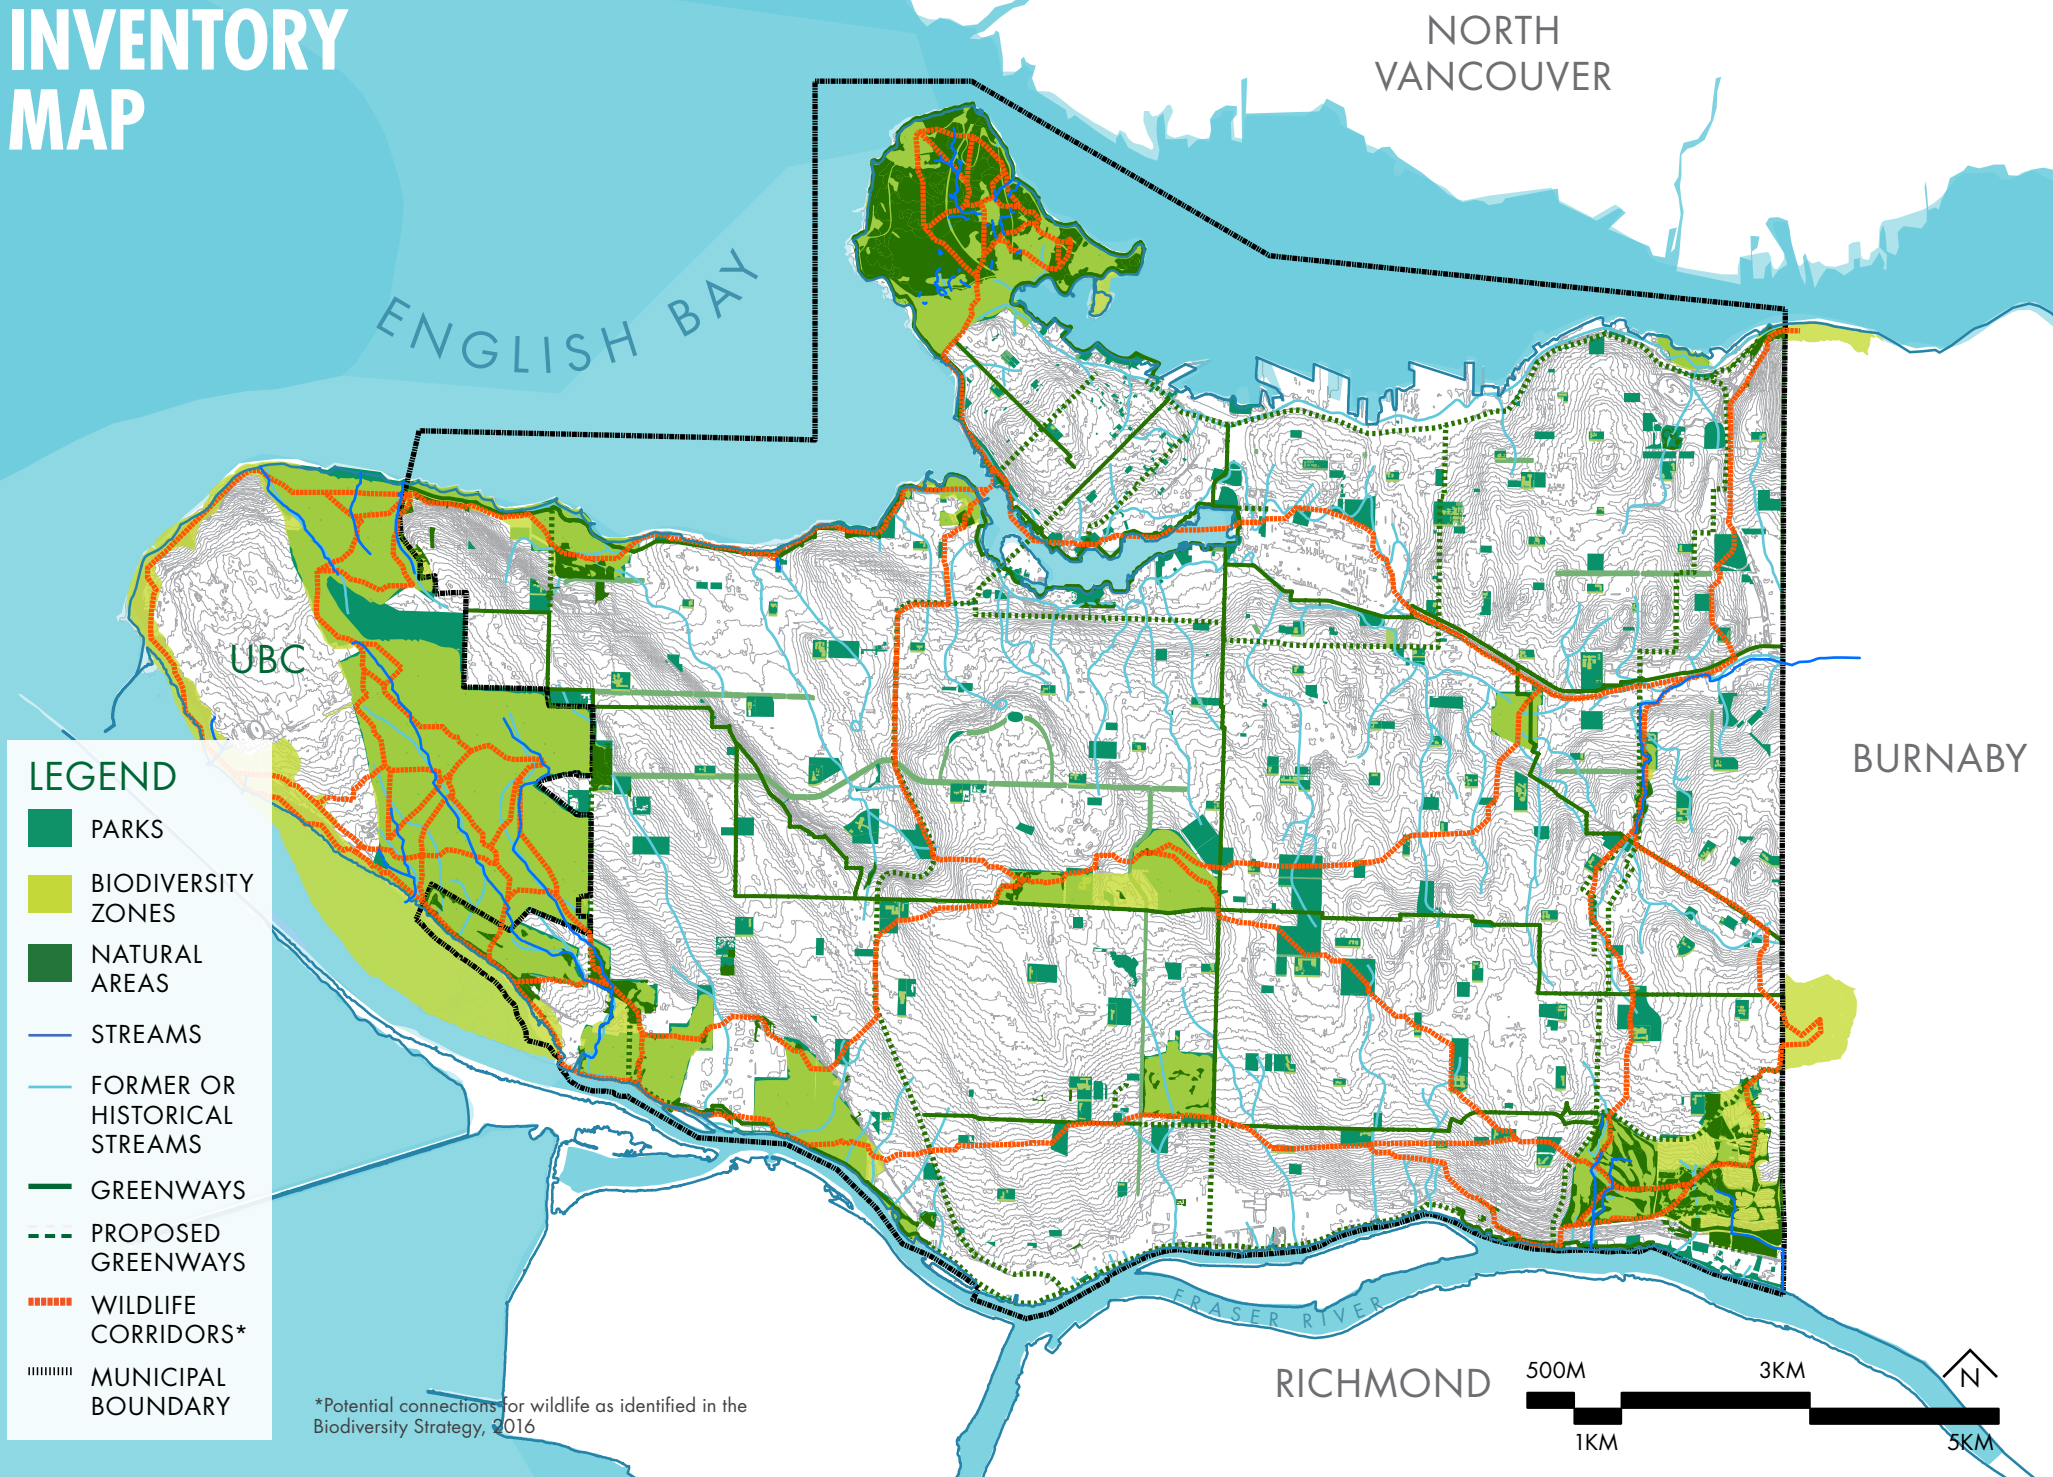 INVENTORY
MAP
NORTH
VANCOUVER
ENGLISH BAY
UBC
BURNABY
LEGEND
PARKS
BIODIVERSITY
ZONES
NATURAL
AREAS
STREAMS
FORMER OR
HISTORICAL
STREAMS
GREENWAYS
PROPOSED
GREENWAYS
WILDLIFE
CORRIDORS*
MUNICIPAL
BOUNDARY
*Potential connections for wildlife as identified in the
Biodiversity Strategy, 2016
FRASER RIVER
RICHMOND
500M
3KM
1KM
5KM
N